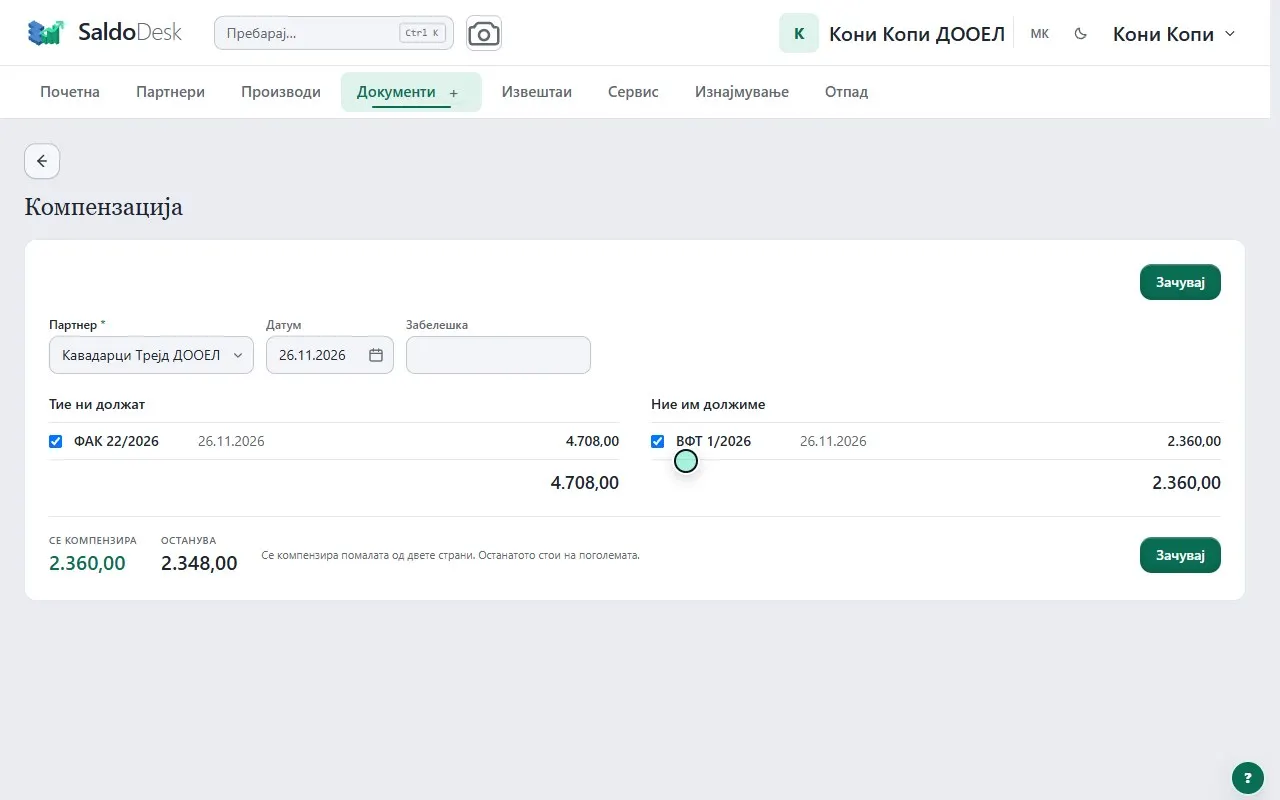 SaldoDesk
Пребарај...
Ctrl K
К
Кони Копи ДООЕЛ
МК
Кони Копи
Почетна
Партнери
Производи
Документи +
Извештаи
Сервис
Изнајмување
Отпад
Компензација
Зачувај
Партнер *
Датум
Забелешка
Кавадарци Трејд ДООЕЛ
26.11.2026
Тие ни должат
ФАК 22/2026 26.11.2026 4.708,00
4.708,00
Ние им должиме
ВФТ 1/2026 26.11.2026 2.360,00
2.360,00
СЕ КОМПЕНЗИРА
2.360,00
ОСТАНУВА
2.348,00
Се компензира помалата од двете страни. Останатото стои на поголемата.
Зачувај
?